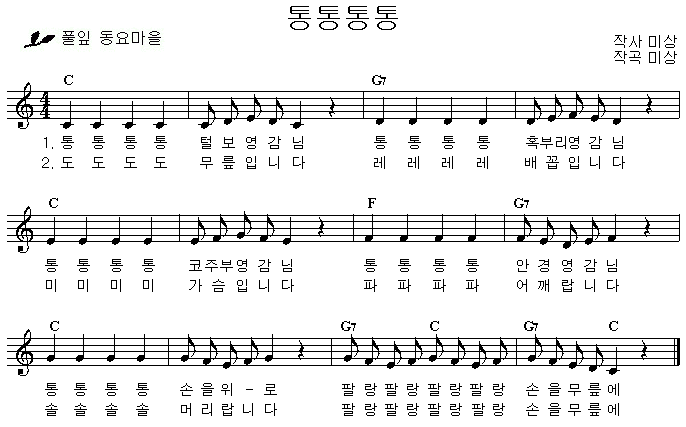 통통통통
풀잎 동요마을
작사 미상
작곡 미상
C G7
4 4
1. 통 통 통 통 털 보 영 감 님 통 통 통 통 혹부리영 감 님
2. 도 도 도 도 무 릎 입 니 다 레 레 레 레 배 꼽 입 니 다
C F G7
통 통 통 통 코주부영 감 님 통 통 통 통 안 경 영 감 님
미 미 미 미 가 슴 입 니 다 파 파 파 파 어 깨 랍 니 다
C G7 C G7 C
통 통 통 통 손 을 위 - 로 팔 랑 팔 랑 팔 랑 팔 랑 손 을 무 릎 에
솔 솔 솔 솔 머 리 랍 니 다 팔 랑 팔 랑 팔 랑 팔 랑 손 을 무 릎 에